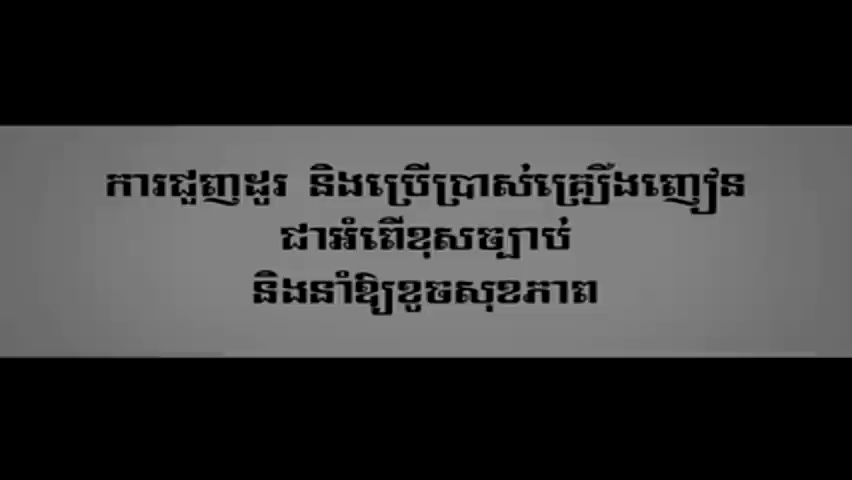 ការជួញដូរ និងប្រើប្រាស់គ្រឿងញៀន
ជាអំពើខុសច្បាប់
និងនាំឱ្យខូចសុខភាព